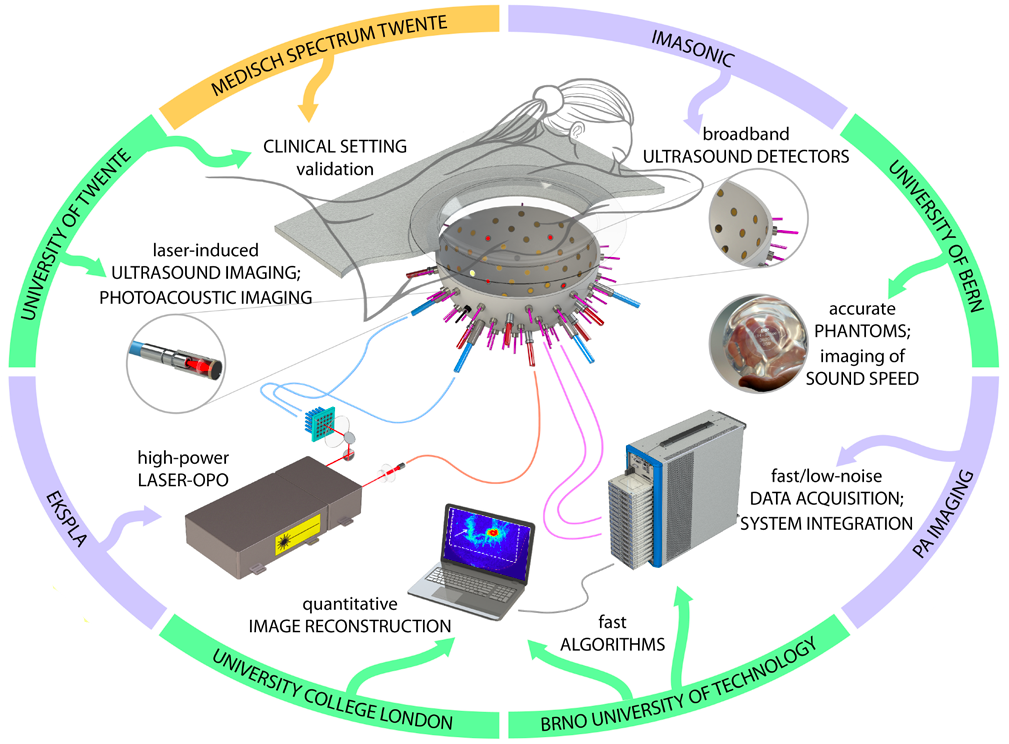 MEDISCH SPECTRUM TWENTE
IMASONIC
UNIVERSITY OF TWENTE
UNIVERSITY OF BERN
CLINICAL SETTING
validation
broadband
ULTRASOUND DETECTORS
laser-induced
ULTRASOUND IMAGING;
PHOTOACOUSTIC IMAGING
accurate
PHANTOMS;
imaging of
SOUND SPEED
high-power
LASER-OPO
fast/low-noise
DATA ACQUISITION;
SYSTEM INTEGRATION
EKSPLA
PA IMAGING
quantitative
IMAGE RECONSTRUCTION
fast
ALGORITHMS
UNIVERSITY COLLEGE LONDON
BRNO UNIVERSITY OF TECHNOLOGY